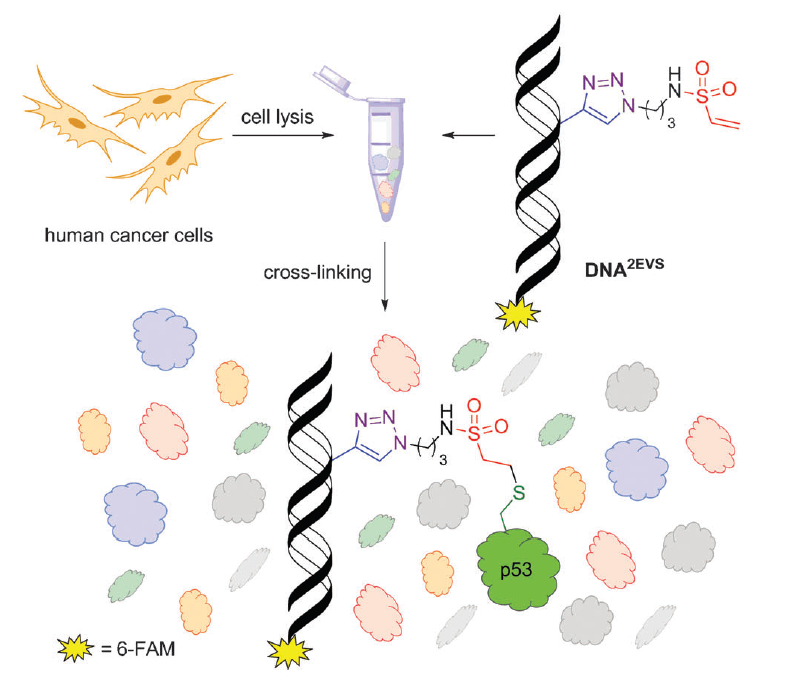 cell lysis
human cancer cells
N=N
N
3
H
N
S
O
O
DNA2EVS
cross-linking
N=N
N
3
H
N
S
O
O
S
p53
= 6-FAM